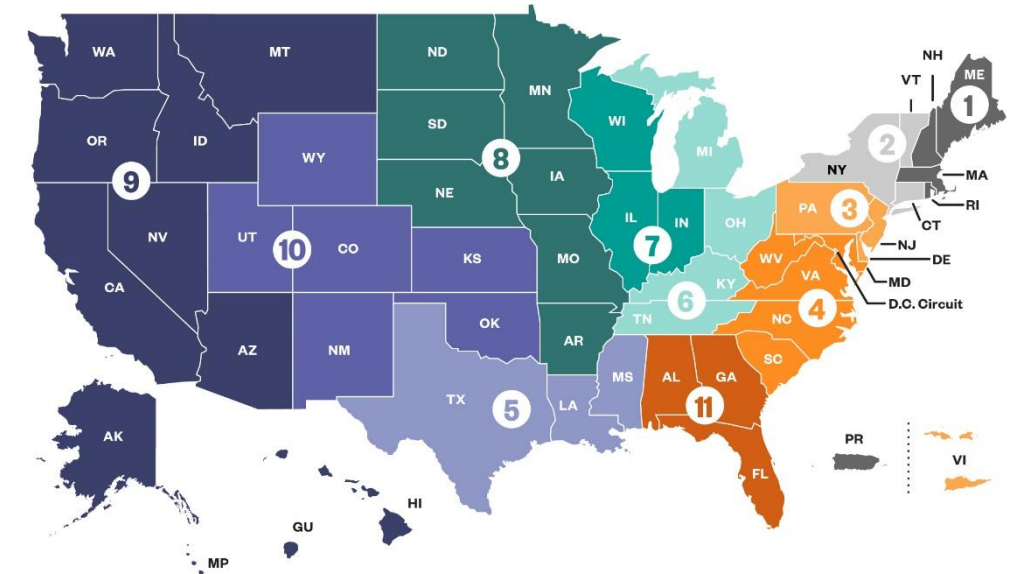 WA
MT
ND
MN
OR
ID
SD
WI
MI
NH
VT
ME
1
WY
8
2
NY
MA
RI
9
NE
IA
PA
3
CT
NJ
NV
UT
10
CO
IL
IN
7
OH
DE
MD
D.C. Circuit
CA
KS
MO
WV
VA
KY
6
4
AZ
NM
OK
AR
TN
NC
SC
TX
5
LA
MS
AL
GA
11
FL
AK
HI
GU
MP
PR
VI